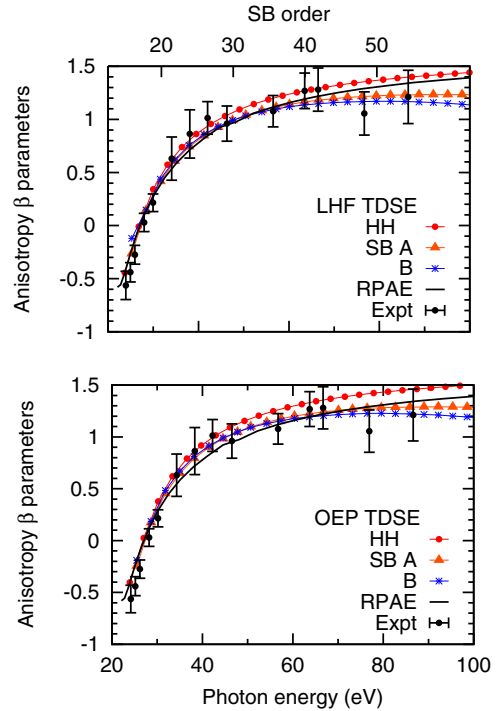 SB order
20 30 40 50
1.5
1
0.5
0
-0.5
-1
Anisotropy β parameters
LHF TDSE
HH
SB A
B
RPAE
Expt
1.5
1
0.5
0
-0.5
-1
Anisotropy β parameters
OEP TDSE
HH
SB A
B
RPAE
Expt
20 40 60 80 100
Photon energy (eV)